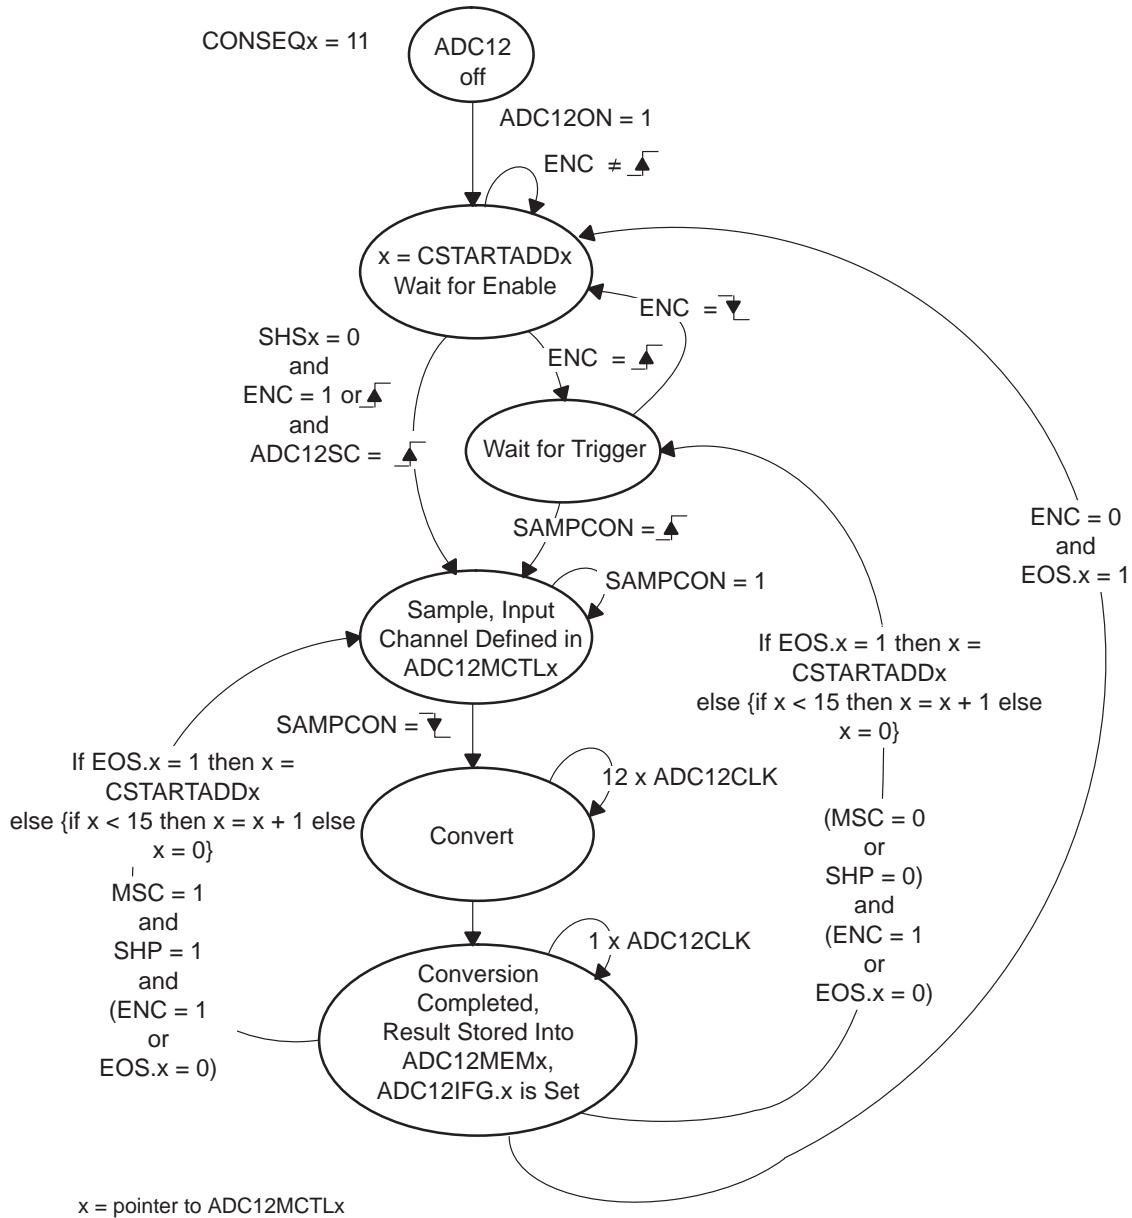 CONSEQx = 11
ADC12
off
ADC12ON = 1
ENC ≠
x = CSTARTADDx
Wait for Enable
ENC =
SHSx = 0
and
ENC = 1 or
and
ADC12SC =
ENC =
Wait for Trigger
SAMPCON =
ENC = 0
and
EOS.x = 1
SAMPCON = 1
Sample, Input
Channel Defined in
ADC12MCTLx
If EOS.x = 1 then x =
CSTARTADDx
else {if x < 15 then x = x + 1 else
x = 0}
SAMPCON =
If EOS.x = 1 then x =
CSTARTADDx
else {if x < 15 then x = x + 1 else
x = 0}
12 x ADC12CLK
Convert
(MSC = 0
or
SHP = 0)
and
(ENC = 1
or
EOS.x = 0)
MSC = 1
and
SHP = 1
and
(ENC = 1
or
EOS.x = 0)
1 x ADC12CLK
Conversion
Completed,
Result Stored Into
ADC12MEMx,
ADC12IFG.x is Set
x = pointer to ADC12MCTLx